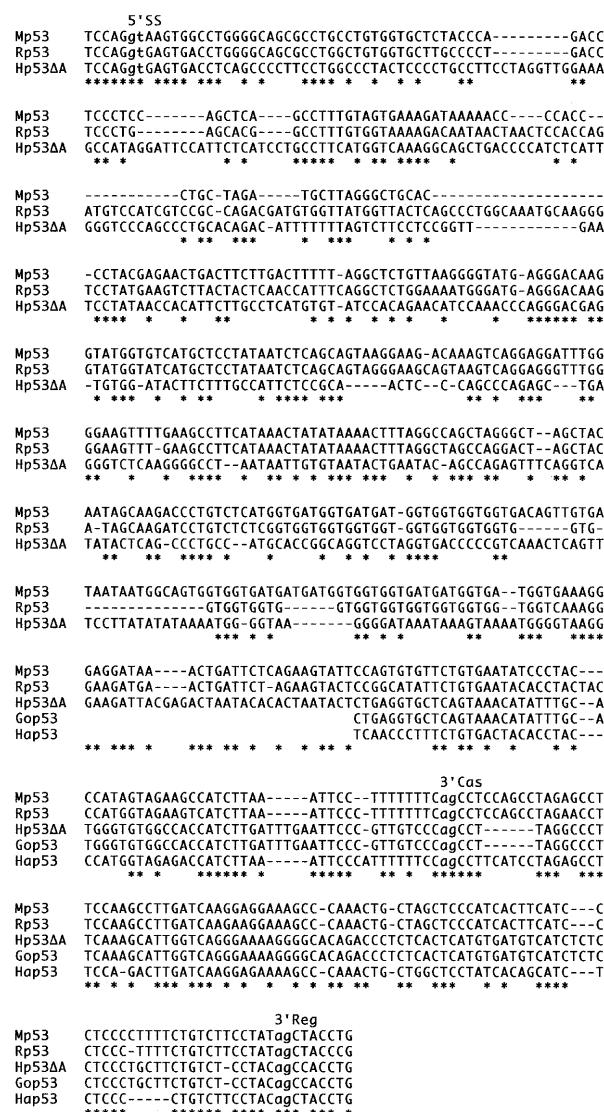 5'SS
Mp53 TCCAGgtAAGTGGCCTGGGGCAGCGCCTGCCTGTGGTGCTCTACCCA---------GACC
Rp53 TCCAGgtGAGTGACCTGGGGCAGCGCCTGGCTGTGGTGCTTGCCCCT---------GACC
Hp53ΔA TCCAGgtGAGTGACCTCAGCCCCTTCCTGGCCCTACTCCCCTGCCTTCCTAGGTTGGAAA
******* **** *** * * **** * * * * ** *
Mp53 TCCCTCC-------AGCTCA---GCCTTTGTAGTGAAAGATAAAAACC----CCACC--
Rp53 TCCCTG--------AGCACG---GCCTTTGTGGTAAAAGACAATAACTAACTCCACCAG
Hp53ΔA GCCATAGGATTCCATTCTCATCCTGCCTTCATGGTCAAAGGCAGCTGACCCCATCTCATT
** * * * ***** * ** **** * * *
Mp53 -----------CTGC-TAGA----TGCTTAGGGCTGCAC--------------------
Rp53 ATGTCCATCGTCCGC-CAGACGATGTGGTTATGGTTACTCAGCCCTGGCAAATGCAAGGG
Hp53ΔA GGGTCCCAGCCCTGCACAGAC-ATTTTTTTAGTCTTCCTCCGGTT------------GAA
* ** *** * *** * * *
Mp53 -CCTACGAGAACTGACTTCTTGACTTTTT-AGGCTCTGTTAAGGGGTATG-AGGGACAAG
Rp53 TCCTATGAAGTCTTACTACTCAACCATTTCAGGCTCTGGAAAATGGGATG-AGGGACAAG
Hp53ΔA TCCTATAACCACATTCTTGCCTCATGTGT-ATCCACAGAACATCCAAACCCAGGGACGAG
**** * * ** * * * * * * * ****** **
Mp53 GTATGGTGTCATGCTCCTATAATCTCAGCAGTAAGGAAG-ACAAAGTCAGGAGGATTTGG
Rp53 GTATGGTATCATGCTCCTATAATCTCAGCAGTAGGGAAGCAGTAAGTCAGGAGGGTTTGG
Hp53ΔA -TGTGG-ATACTTCTTTGCCATTCTCCGCA-----ACTC--C-CAGCCCAGAGC---TGA
* *** * ** * **** *** ** * ** **
Mp53 GGAAGTTTTGAAGCCTTCATAAACTATATAAAACTTTAGGCCAGCTAGGGCT--AGCTAC
Rp53 GGAAGTTT-GAAGCCTTCATAAACTATATAAAACTTTAGGCTAGCCAGGACT--AGCTAC
Hp53ΔA GGGTCTCAAGGGGCCT--AATAATTGTGTAATACTGAATAC-AGCCAGAGTTTCAGGTCA
** * * **** * ** * * *** *** * * *** ** * ** *
Mp53 AATAGCAAGACCCTGTCTCATGGTGATGGTGATGAT-GGTGGTGGTGGTGACAGTTGTGA
Rp53 A-TAGCAAGATCCTGTCTCTCGGTGGTGGTGGTGGT-GGTGGTGGTGGTG------GTG-
Hp53ΔA TATACTCAG-CCCTGCC--ATGCACCGGCAGGTCCTAGGTGACCCCCGTCAAACTCAGTT
** ** **** * * * * * **** **
Mp53 TAATAATGGCAGTGGTGGTGATGATGATGGTGGTGGTGATGATGGTGA--TGGTGAAAGG
Rp53 --------------GTGGTGGTG------GTGGTGGTGGTGGTGGTGG--TGGTCAAAGG
Hp53ΔA TCCTTATATATAAAATGG-GGTAA-------GGGGATAAATAAAGTAAAATGGGGTAAGG
*** * * ** * * ** *** ****
Mp53 GAGGATAA----ACTGATTCTCAGAAGTATTCCAGTGTGTTCTGTGAATATCCCTAC---
Rp53 GAAGATGA----ACTGATTCT-AGAAGTACTCCGGCATATTCTGTGAATACACCTACTAC
Hp53ΔA GAAGATTACGAGACTAATACACACTAATACTCTGAGGTGCTCAGTAAACATATTTGC--A
Gop53 CTGAGGTGCTCAGTAAACATATTTGC--A
Hap53 TCAACCCTTTCTGTGACTACACCTAC---
** *** * *** ** * * * ** ** ** * * *
3'Cas
Mp53 CCATAGTAGAAGCCATCTTAA-----ATTCC--TTTTTTTCagCCTCCAGCCTAGAGCCT
Rp53 CCATGGTAGAAGTCATCTTAA-----ATTCCC-TTTTTTCCagCCTCCAGCCTAGAACCT
Hp53ΔA TGGGTGTGGCCACCATCTTGATTTGAATTCCC-GTTGTCCCagCCT------TAGGCCCT
Gop53 TGGGTGTGGCCACCATCTTGATTTGAATTCCC-GTTGTCCCagCCT------TAGGCCCT
Hap53 CCATGGTAGAGACCATCTTAA-----ATTCCCATTTTTTCCagCCTTCATCCTAGAGCCT
** * ****** * ***** ** * ****** *** ***
Mp53 TCCAAGCCTTGATCAAGGAGGAAAGCC-CAAACTG-CTAGCTCCCATCACTTCATC---C
Rp53 TCCAAGCCTTGATCAAGAAGGAAAGCC-CAAACTG-CTAGCTCCCATCACTTCATC---C
Hp53ΔA TCAAAGCATTGGTCAGGGAAAAGGGGCACAGACCCTCTCACTCATGTGATGTCATCTCTC
Gop53 TCAAAGCATTGGTCAGGGAAAAGGGGCACAGACCCTCTCACTCATGTGATGTCATCTCTC
Hap53 TCCA-GACTTGATCAAGGAGAAAAGCC-CAAACTG-CTGGCTCCTATCACAGCATC---T
** * * *** *** * * * * * ** ** ** *** * * ****
3'Reg
Mp53 CTCCCCTTTTCTGTCTTCCTATagCTACCTG
Rp53 CTCCC-TTTTCTGTCTTCCTATagCTACCCG
Hp53ΔA CTCCCTGCTTCTGTCT-CCTACagCCACCTG
Gop53 CTCCCTGCTTCTGTCT-CCTACagCCACCTG
Hap53 CTCCC-----CTGTCTTCCTACagCTACCTG
***** ****** **** *** *** *